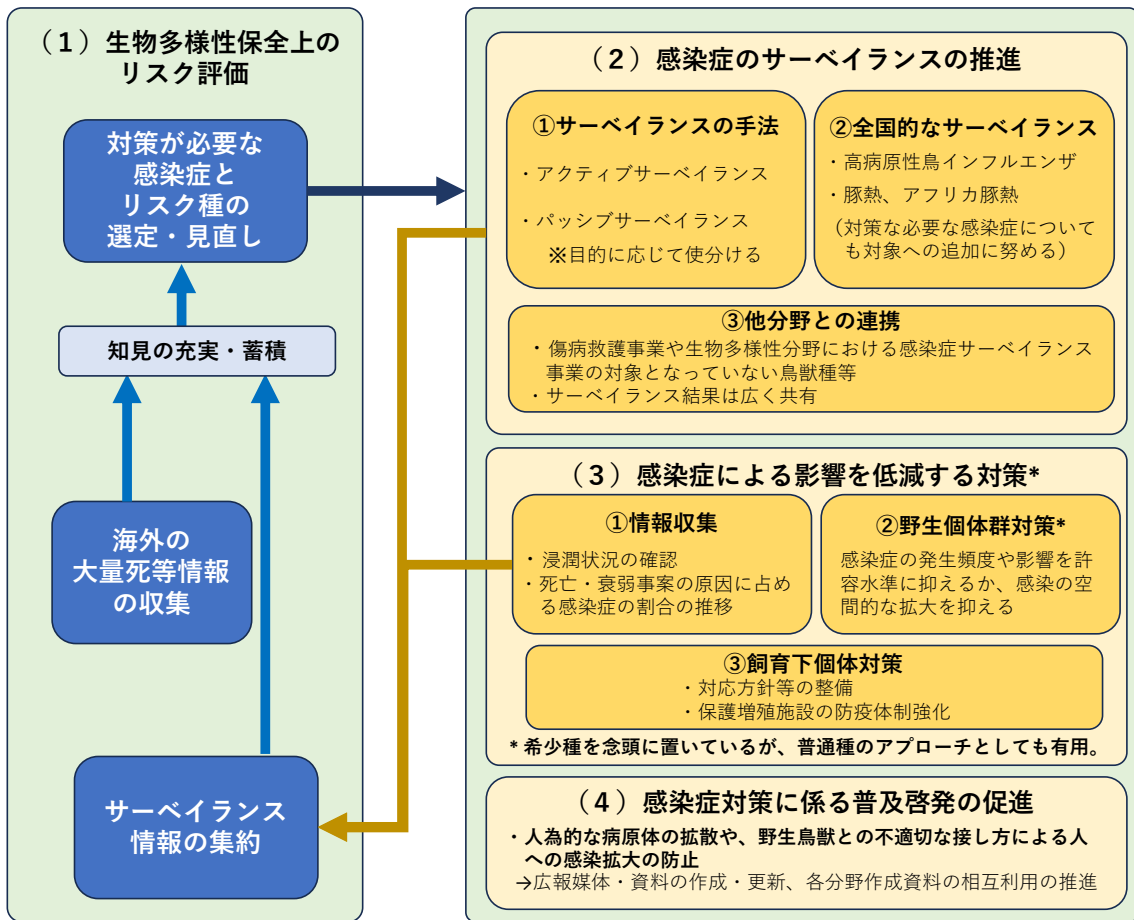 （１）生物多様性保全上の
リスク評価
対策が必要な
感染症と
リスク種の
選定・見直し
知見の充実・蓄積
海外の
大量死等情報
の収集
サーベイランス
情報の集約
（２）感染症のサーベイランスの推進
①サーベイランスの手法
・アクティブサーベイランス
・パッシブサーベイランス
※目的に応じて使分ける
②全国的なサーベイランス
・高病原性鳥インフルエンザ
・豚熱、アフリカ豚熱
（対策な必要な感染症について
も対象への追加に努める）
③他分野との連携
・傷病救護事業や生物多様性分野における感染症サーベイランス
事業の対象となっていない鳥獣種等
・サーベイランス結果は広く共有
（３）感染症による影響を低減する対策*
①情報収集
・浸潤状況の確認
・死亡・衰弱事案の原因に占め
る感染症の割合の推移
②野生個体群対策*
感染症の発生頻度や影響を許
容水準に抑えるか、感染の空
間的な拡大を抑える
③飼育下個体対策
・対応方針等の整備
・保護増殖施設の防疫体制強化
* 希少種を念頭に置いているが、普通種のアプローチとしても有用。
（４）感染症対策に係る普及啓発の促進
・人為的な病原体の拡散や、野生鳥獣との不適切な接し方による人
への感染拡大の防止
→広報媒体・資料の作成・更新、各分野作成資料の相互利用の推進